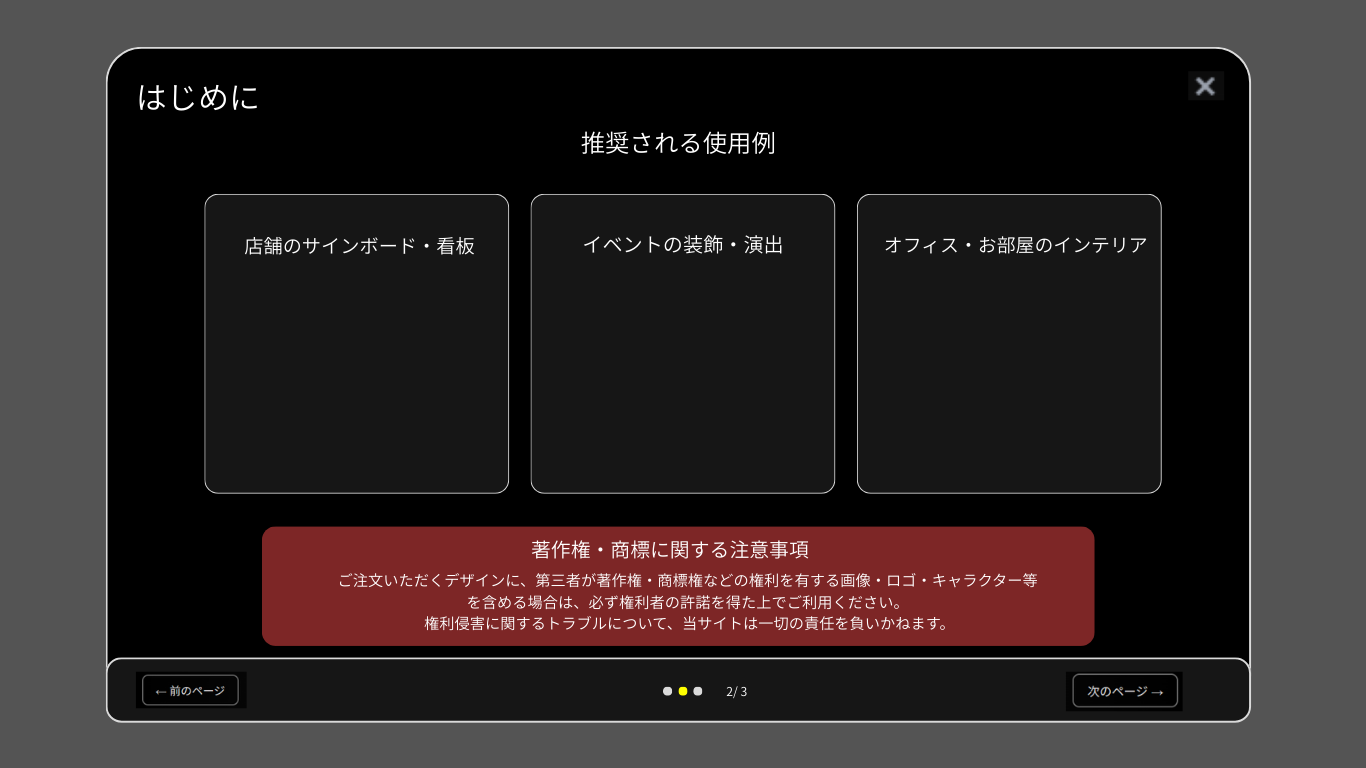 はじめに
推奨される使用例
店舗のサインボード・看板
イベントの装飾・演出
オフィス・お部屋のインテリア
著作権・商標に関する注意事項
ご注文いただくデザインに、第三者が著作権・商標権などの権利を有する画像・ロゴ・キャラクター等
を含める場合は、必ず権利者の許諾を得た上でご利用ください。
権利侵害に関するトラブルについて、当サイトは一切の責任を負いかねます。
←前のページ
2/3
次のページ→